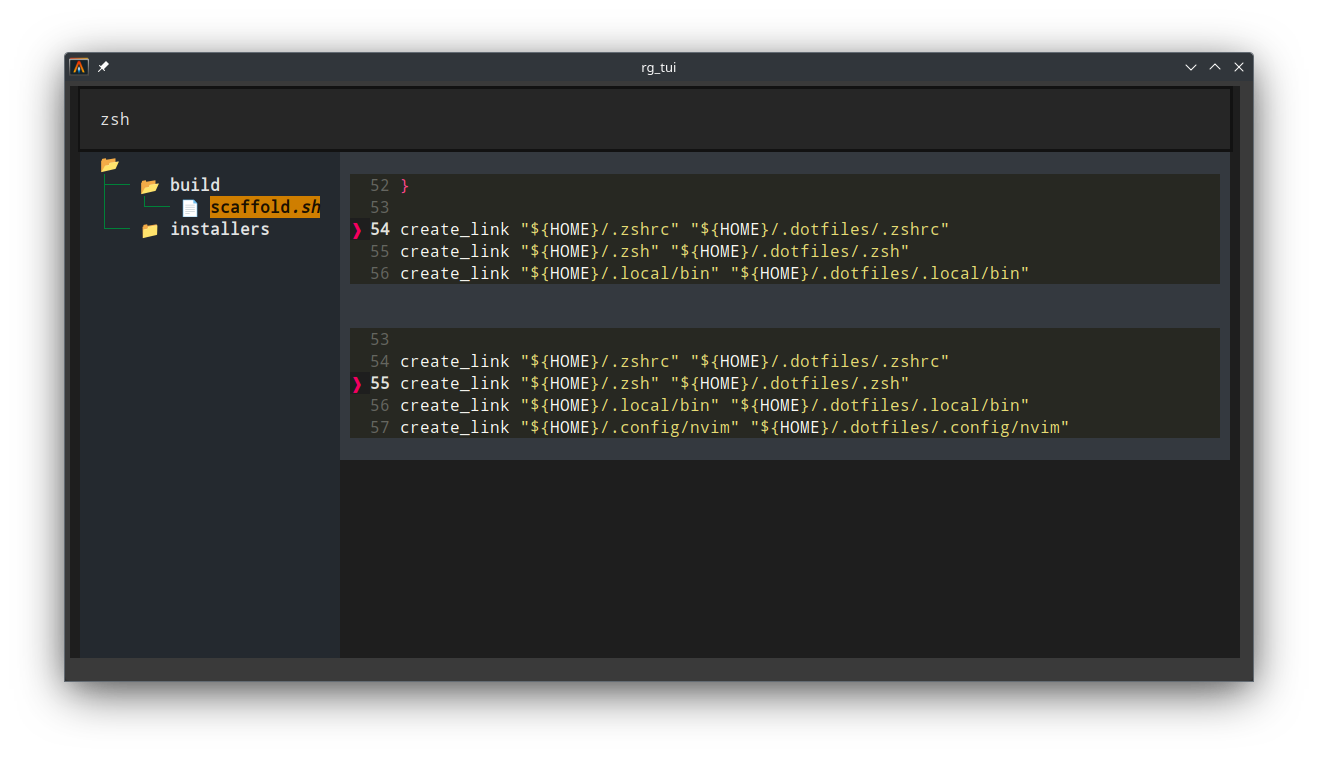 rg_tui
zsh
build
scaffold.sh
installers
52 }
53
❱ 54 create_link "${HOME}/.zshrc" "${HOME}/.dotfiles/.zshrc"
55 create_link "${HOME}/.zsh" "${HOME}/.dotfiles/.zsh"
56 create_link "${HOME}/.local/bin" "${HOME}/.dotfiles/.local/bin"
53
54 create_link "${HOME}/.zshrc" "${HOME}/.dotfiles/.zshrc"
❱ 55 create_link "${HOME}/.zsh" "${HOME}/.dotfiles/.zsh"
56 create_link "${HOME}/.local/bin" "${HOME}/.dotfiles/.local/bin"
57 create_link "${HOME}/.config/nvim" "${HOME}/.dotfiles/.config/nvim"